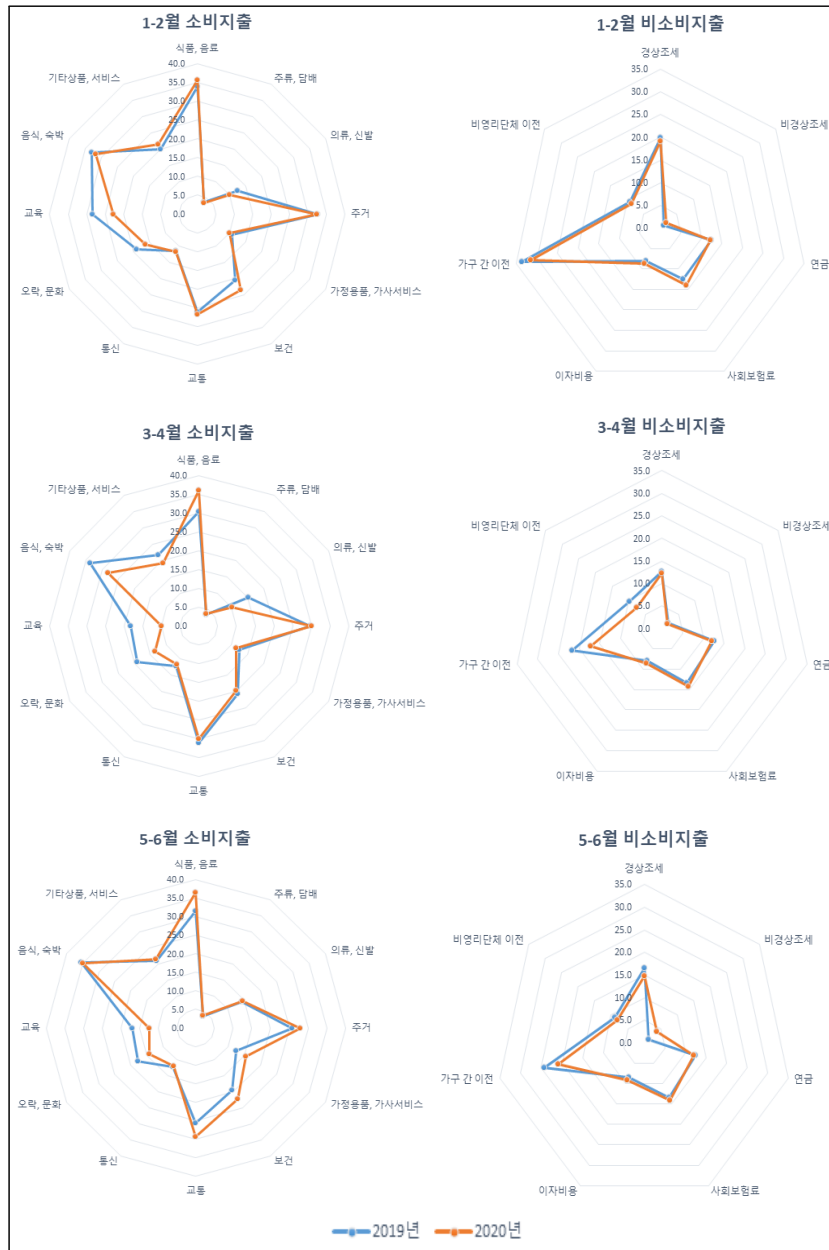 1-2월 소비지출
식품, 음료
40.0
35.0
30.0
25.0
20.0
15.0
10.0
5.0
0.0
주류, 담배
의류, 신발
주거
가정용품, 가사서비스
보건
교통
통신
오락, 문화
교육
음식, 숙박
기타상품, 서비스
1-2월 비소비지출
경상조세
35.0
30.0
25.0
20.0
15.0
10.0
5.0
0.0
비경상조세
연금
사회보험료
이자비용
가구 간 이전
비영리단체 이전
3-4월 소비지출
식품, 음료
40.0
35.0
30.0
25.0
20.0
15.0
10.0
5.0
0.0
주류, 담배
의류, 신발
주거
가정용품, 가사서비스
보건
교통
통신
오락, 문화
교육
음식, 숙박
기타상품, 서비스
3-4월 비소비지출
경상조세
35.0
30.0
25.0
20.0
15.0
10.0
5.0
0.0
비경상조세
연금
사회보험료
이자비용
가구 간 이전
비영리단체 이전
5-6월 소비지출
식품, 음료
40.0
35.0
30.0
25.0
20.0
15.0
10.0
5.0
0.0
주류, 담배
의류, 신발
주거
가정용품, 가사서비스
보건
교통
통신
오락, 문화
교육
음식, 숙박
기타상품, 서비스
5-6월 비소비지출
경상조세
35.0
30.0
25.0
20.0
15.0
10.0
5.0
0.0
비경상조세
연금
사회보험료
이자비용
가구 간 이전
비영리단체 이전
2019년
2020년